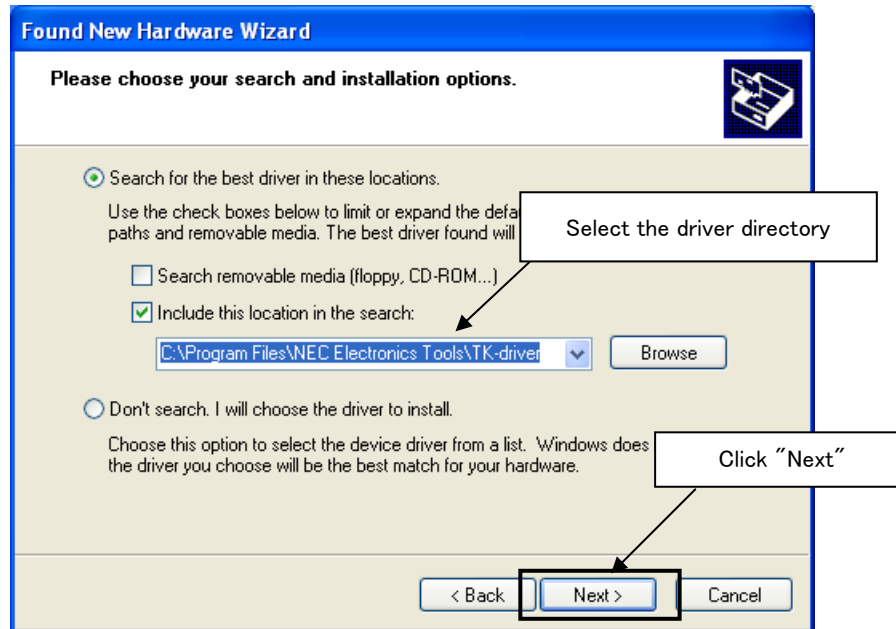 Found New Hardware Wizard
Please choose your search and installation options.
Search for the best driver in these locations.
Use the check boxes below to limit or expand the defa
paths and removable media. The best driver found will
Select the driver directory
Search removable media (floppy, CD-ROM...)
Include this location in the search:
C:\Program Files\NEC Electronics Tools\TK-driver
Browse
Don't search. I will choose the driver to install.
Choose this option to select the device driver from a list. Windows does
the driver you choose will be the best match for your hardware.
Click "Next"
< Back
Next >
Cancel